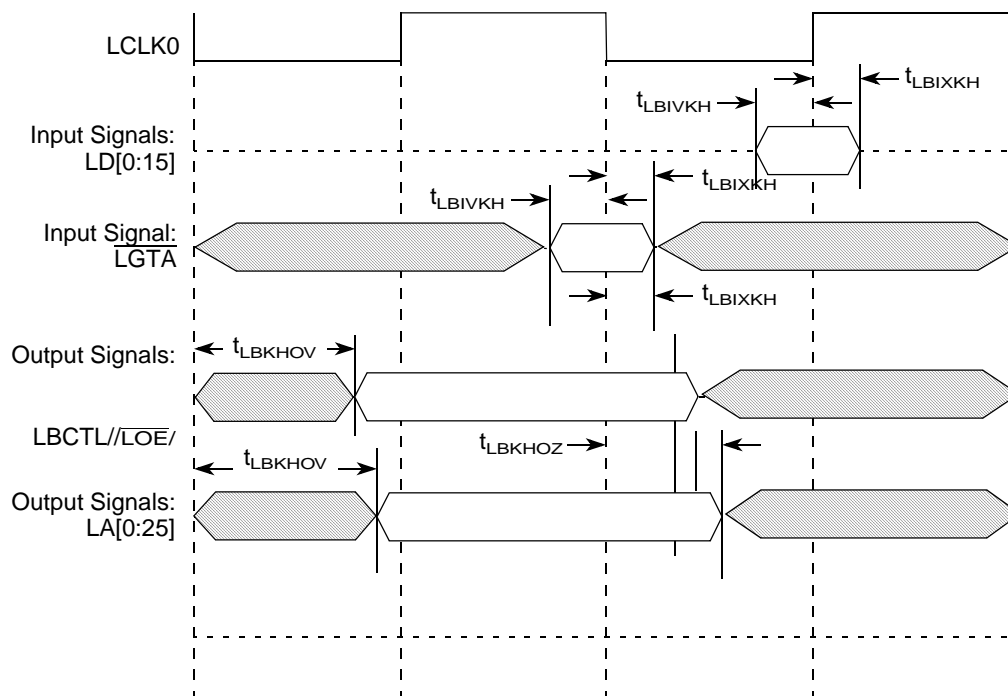 LCLK0
tLBIXKH
tLBIVKH
Input Signals:
LD[0:15]
tLBIXKH
tLBIVKH
Input Signal:
LGTA
tLBIXKH
Output Signals:
tLBKHOV
LBCTL//LOE/
tLBKHOZ
tLBKHOV
Output Signals:
LA[0:25]